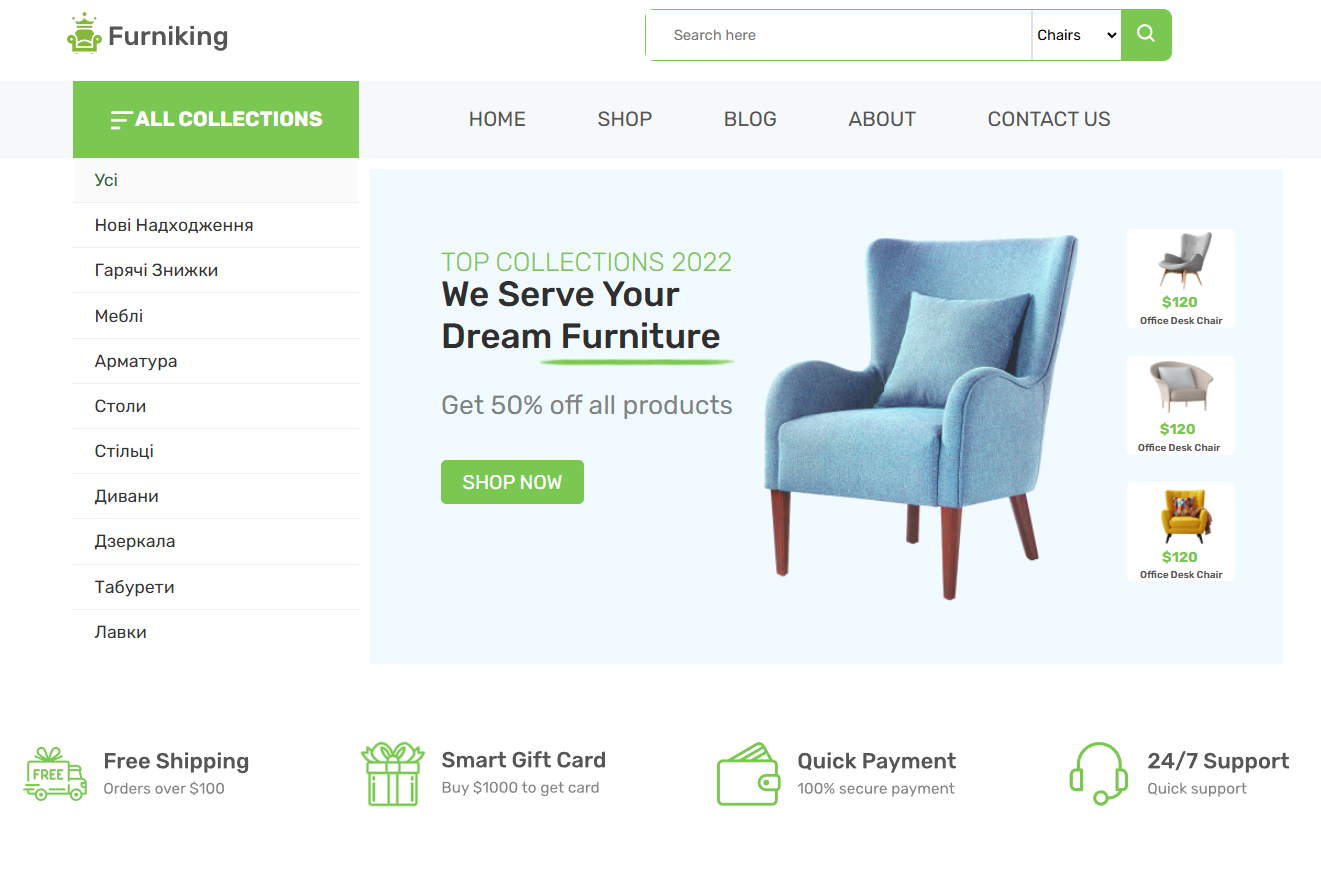 Furniking
Search here
Chairs
ALL COLLECTIONS
HOME
SHOP
BLOG
ABOUT
CONTACT US
Усі
Нові Надходження
Гарячі Знижки
Меблі
Арматура
Столи
Стільці
Дивани
Дзеркала
Табурети
Лавки
TOP COLLECTIONS 2022
We Serve Your
Dream Furniture
Get 50% off all products
SHOP NOW
$120
Office Desk Chair
$120
Office Desk Chair
$120
Office Desk Chair
FREE
Free Shipping
Orders over $100
Smart Gift Card
Buy $1000 to get card
Quick Payment
100% secure payment
24/7 Support
Quick support